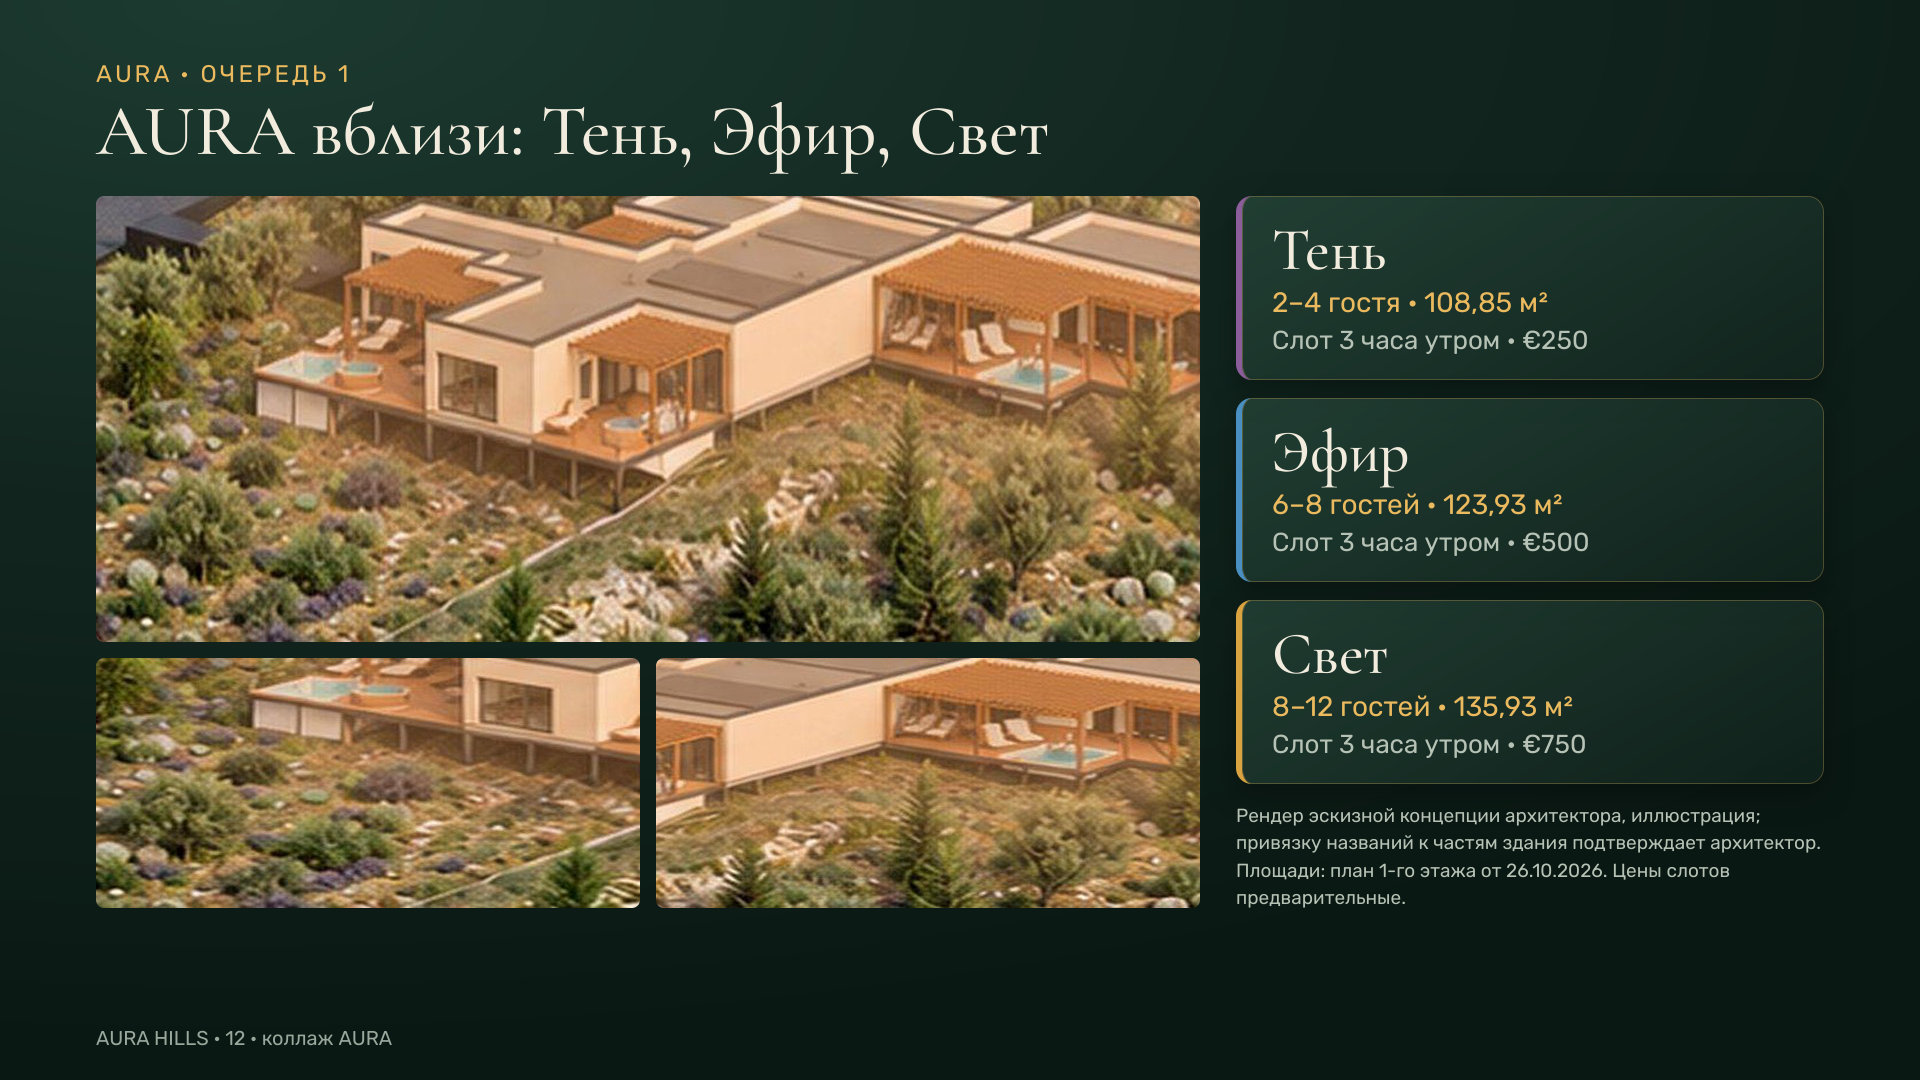 AURA • ОЧЕРЕДЬ 1
AURA вблизи: Тень, Эфир, Свет
Тень
2–4 гостя • 108,85 м²
Слот 3 часа утром • €250
Эфир
6–8 гостей • 123,93 м²
Слот 3 часа утром • €500
Свет
8–12 гостей • 135,93 м²
Слот 3 часа утром • €750
Рендер эскизной концепции архитектора, иллюстрация;
привязку названий к частям здания подтверждает архитектор.
Площади: план 1-го этажа от 26.10.2026. Цены слотов
предварительные.
AURA HILLS • 12 • коллаж AURA